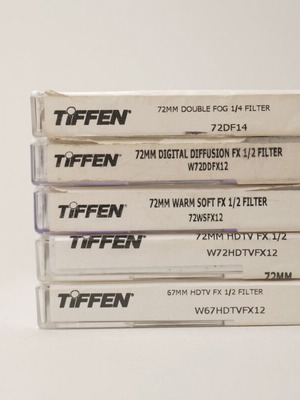 TIFFEN
72MM DOUBLE FOG 1/4 FILTER
72DF14
TIFFEN
72MM DIGITAL DIFFUSION FX 1/2 FILTER
W72DDFX12
TIFFEN
72MM WARM SOFT FX 1/2 FILTER
72WSFX12
TIFFEN
72MM HDTV FX 1/2
W72HDTVFX12
72MM
TIFFEN
67MM HDTV FX 1/2 FILTER
W67HDTVFX12